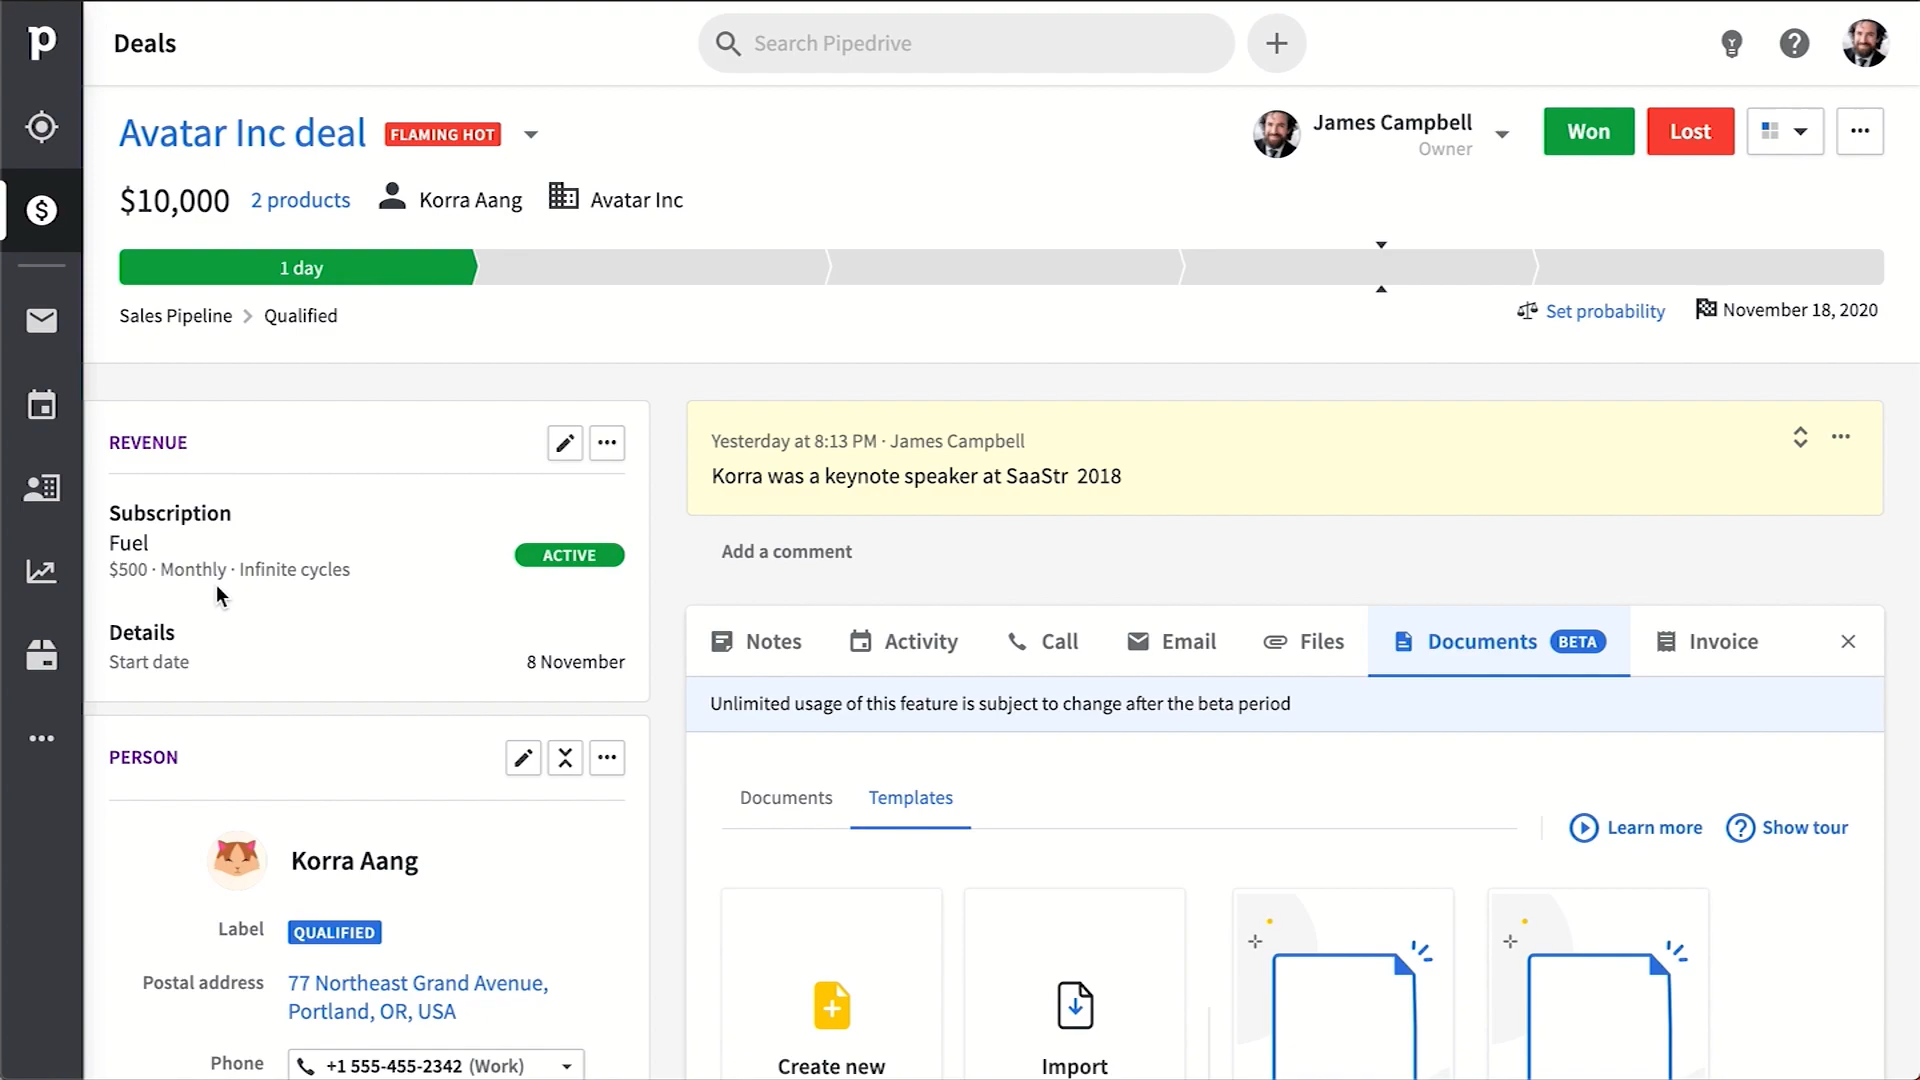 p
Deals
Search Pipedrive
Avatar Inc deal FLAMING HOT
James Campbell
Owner
Won
Lost
$10,000 2 products Korra Aang Avatar Inc
1 day
Sales Pipeline Qualified
Set probability November 18, 2020
REVENUE
Subscription
Fuel
$500 · Monthly · Infinite cycles
ACTIVE
Details
Start date 8 November
PERSON
Korra Aang
Label QUALIFIED
Postal address 77 Northeast Grand Avenue,
Portland, OR, USA
Phone +1 555-455-2342 (Work)
Yesterday at 8:13 PM · James Campbell
Korra was a keynote speaker at SaaStr 2018
Add a comment
Notes Activity Call Email Files Documents BETA Invoice
Unlimited usage of this feature is subject to change after the beta period
Documents Templates
Learn more Show tour
Create new Import